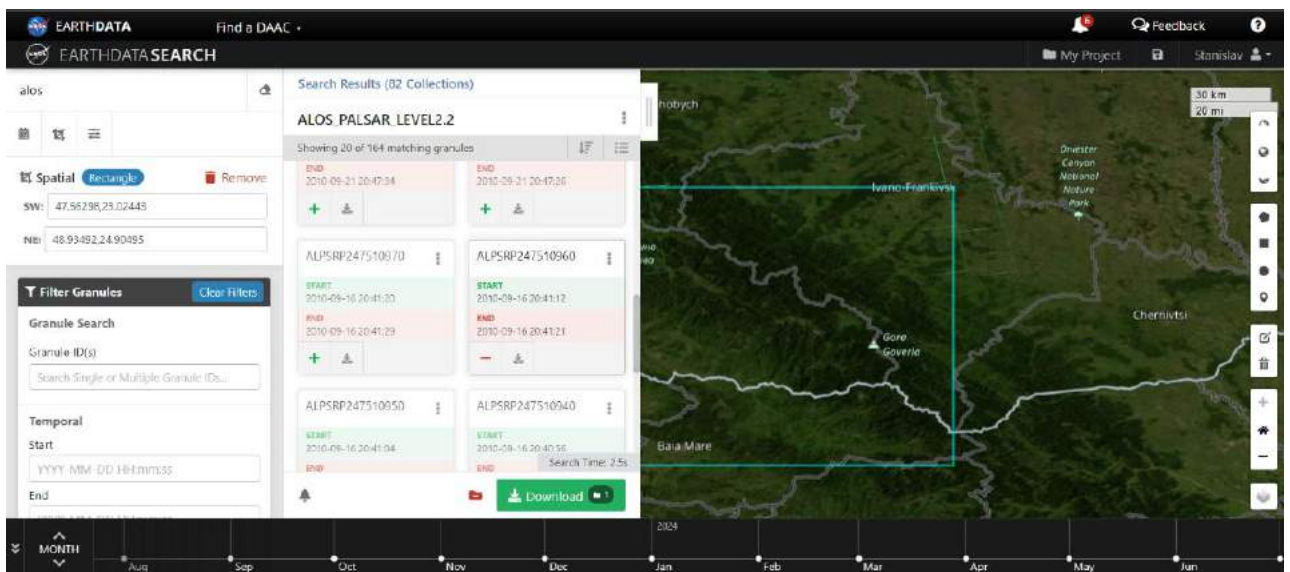 EARTHDATA
Find a DAAC
6
Feedback
EARTHDATA SEARCH
My Project
Stanislav
alos
Spatial
Rectangle
Remove
SW: 47.56298,23.02443
NE: 48.93492,24.90495
Filter Granules
Clear Filters
Granule Search
Granule ID(s)
Search Single or Multiple Granule IDs...
Temporal
Start
YYYY-MM-DD HH:mm:ss
End
Search Results (82 Collections)
ALOS_PALSAR_LEVEL2.2
Showing 20 of 164 matching granules
END
2010-09-21 20:47:34
END
2010-09-21 20:47:26
ALPSRP247510970
START
2010-09-16 20:41:20
END
2010-09-16 20:41:29
ALPSRP247510960
START
2010-09-16 20:41:12
END
2010-09-16 20:41:21
ALPSRP247510950
START
2010-09-16 20:41:04
END
ALPSRP247510940
START
2010-09-16 20:40:56
END
Search Time: 2.5s
Download 1
hobych
30 km
20 mi
Dniester
Canyon
National
Nature
Park
Ivano-Frankivsk
Chernivtsi
Gora
Goverla
Baia Mare
MONTH
2024
Aug
Sep
Oct
Nov
Dec
Jan
Feb
Mar
Apr
May
Jun